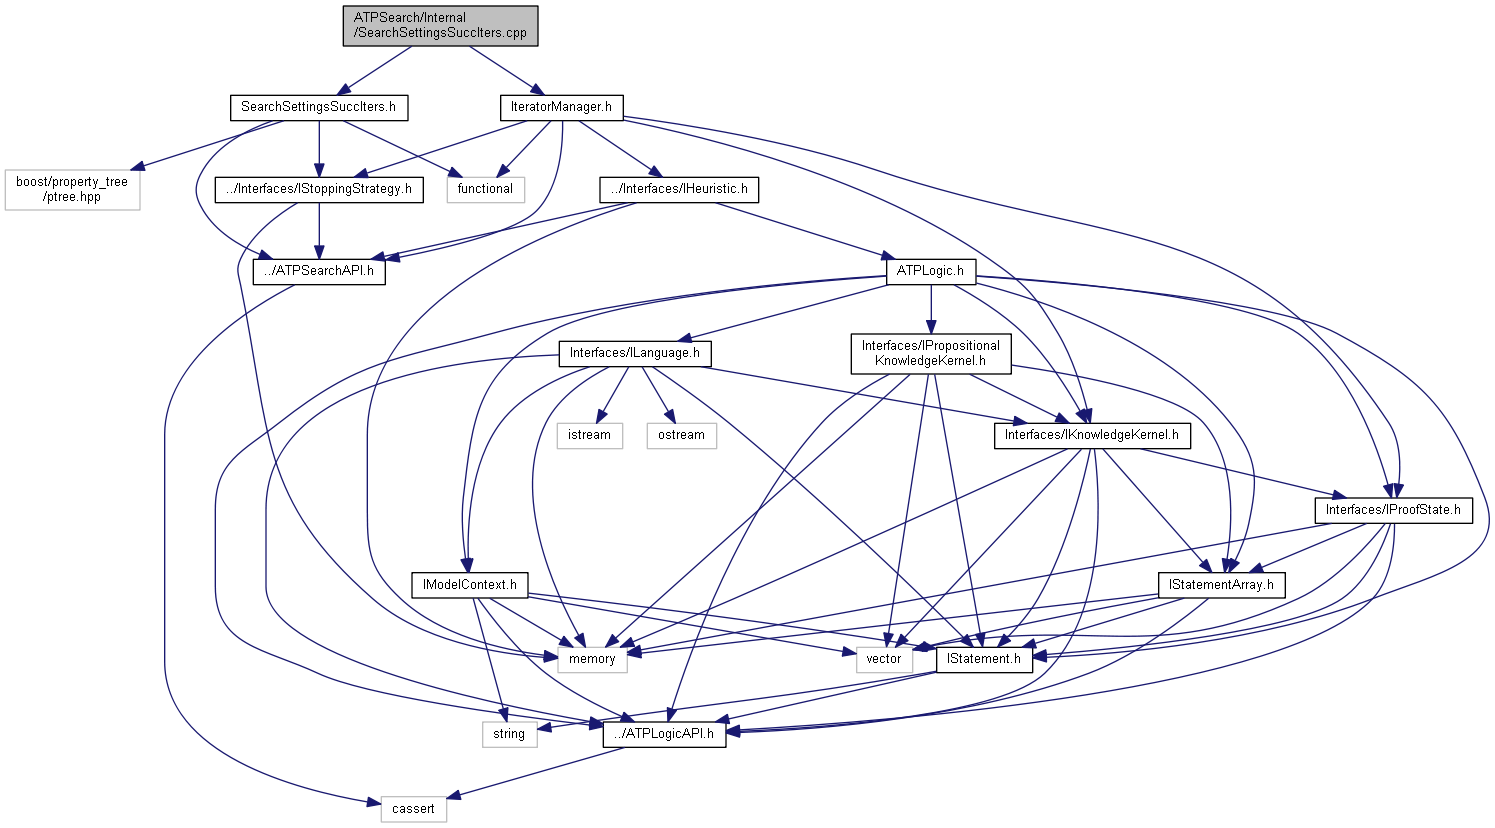 ATPSearch/Internal
/SearchSettingsSuccIters.cpp
SearchSettingsSuccIters.h
IteratorManager.h
boost/property_tree
/ptree.hpp
../Interfaces/IStoppingStrategy.h
functional
../Interfaces/IHeuristic.h
../ATPSearchAPI.h
ATPLogic.h
Interfaces/ILanguage.h
Interfaces/IPropositional
KnowledgeKernel.h
istream
ostream
Interfaces/IKnowledgeKernel.h
Interfaces/IProofState.h
IModelContext.h
IStatementArray.h
memory
vector
IStatement.h
string
../ATPLogicAPI.h
cassert